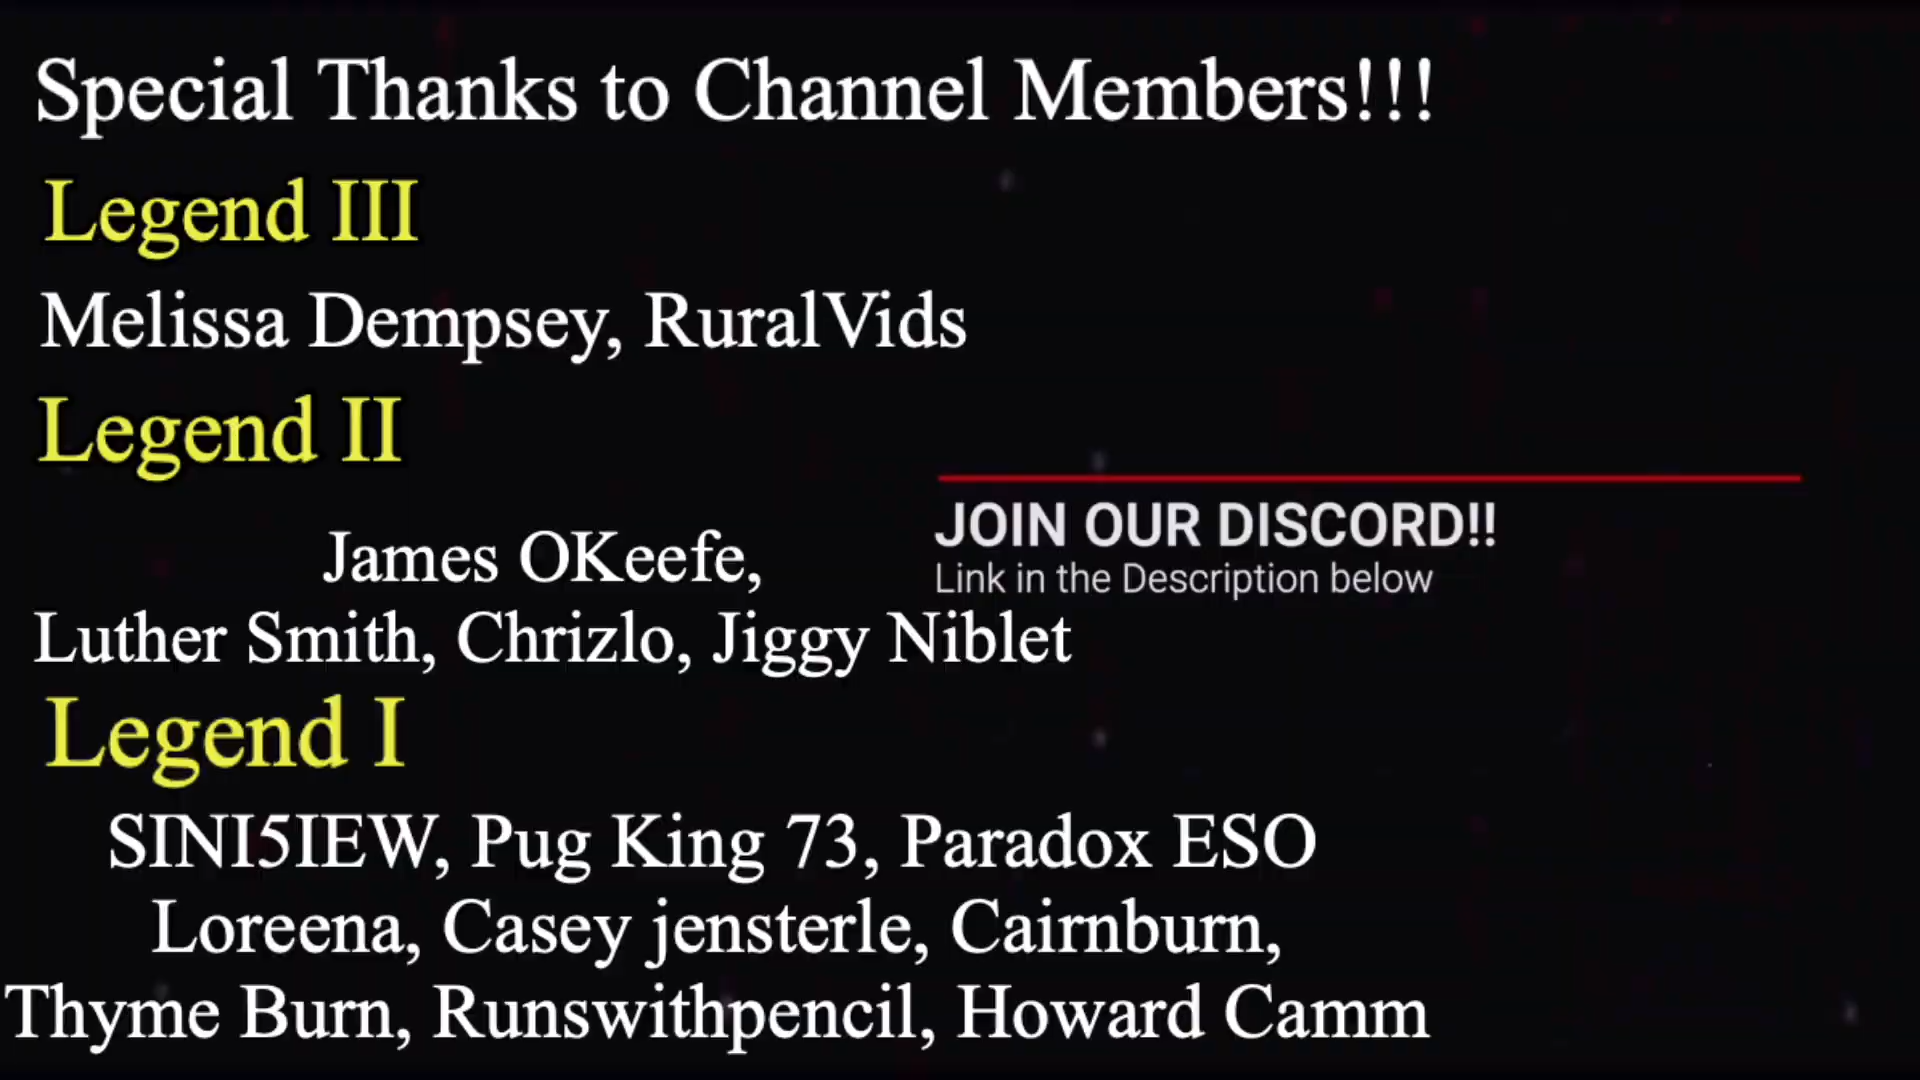 Special Thanks to Channel Members!!!
Legend III
Melissa Dempsey, RuralVids
Legend II
James OKeefe,
Luther Smith, Chrizlo, Jiggy Niblet
JOIN OUR DISCORD!!
Link in the Description below
Legend I
SINI5IEW, Pug King 73, Paradox ESO
Loreena, Casey jensterle, Cairnburn,
Thyme Burn, Runswithpencil, Howard Camm